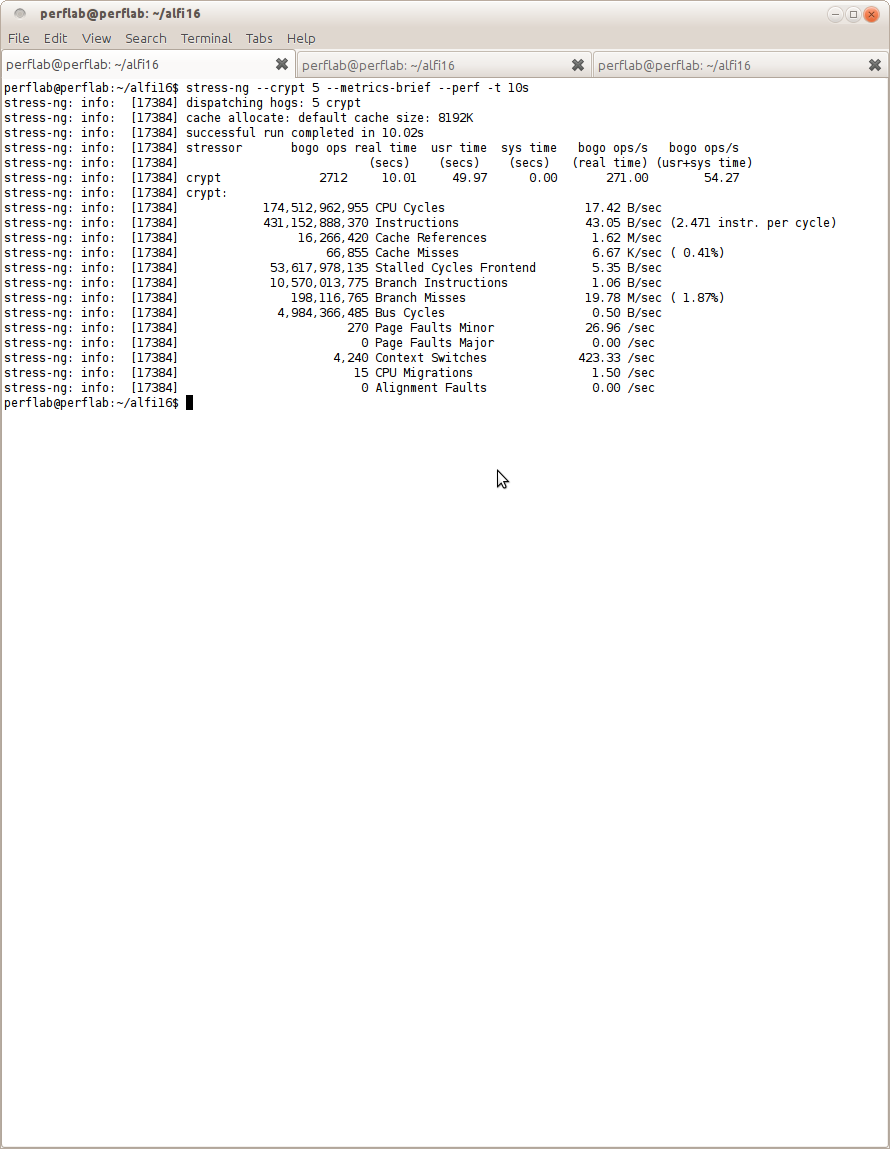 perflab@perflab: ~/alfi16
File Edit View Search Terminal Tabs Help
perflab@perflab: ~/alfi16 perflab@perflab: ~/alfi16 perflab@perflab: ~/alfi16
perflab@perflab:~/alfi16$ stress-ng --crypt 5 --metrics-brief --perf -t 10s
stress-ng: info:  [17384] dispatching hogs: 5 crypt
stress-ng: info:  [17384] cache allocate: default cache size: 8192K
stress-ng: info:  [17384] successful run completed in 10.02s
stress-ng: info:  [17384] stressor       bogo ops real time  usr time  sys time   bogo ops/s   bogo ops/s
stress-ng: info:  [17384]                           (secs)    (secs)    (secs)   (real time) (usr+sys time)
stress-ng: info:  [17384] crypt              2712     10.01     49.97      0.00       271.00        54.27
stress-ng: info:  [17384] crypt:
stress-ng: info:  [17384]            174,512,962,955 CPU Cycles                    17.42 B/sec
stress-ng: info:  [17384]            431,152,888,370 Instructions                  43.05 B/sec (2.471 instr. per cycle)
stress-ng: info:  [17384]                 16,266,420 Cache References               1.62 M/sec
stress-ng: info:  [17384]                     66,855 Cache Misses                   6.67 K/sec ( 0.41%)
stress-ng: info:  [17384]             53,617,978,135 Stalled Cycles Frontend        5.35 B/sec
stress-ng: info:  [17384]             10,570,013,775 Branch Instructions            1.06 B/sec
stress-ng: info:  [17384]                198,116,765 Branch Misses                 19.78 M/sec ( 1.87%)
stress-ng: info:  [17384]              4,984,366,485 Bus Cycles                     0.50 B/sec
stress-ng: info:  [17384]                        270 Page Faults Minor             26.96 /sec
stress-ng: info:  [17384]                          0 Page Faults Major              0.00 /sec
stress-ng: info:  [17384]                      4,240 Context Switches             423.33 /sec
stress-ng: info:  [17384]                         15 CPU Migrations                 1.50 /sec
stress-ng: info:  [17384]                          0 Alignment Faults               0.00 /sec
perflab@perflab:~/alfi16$